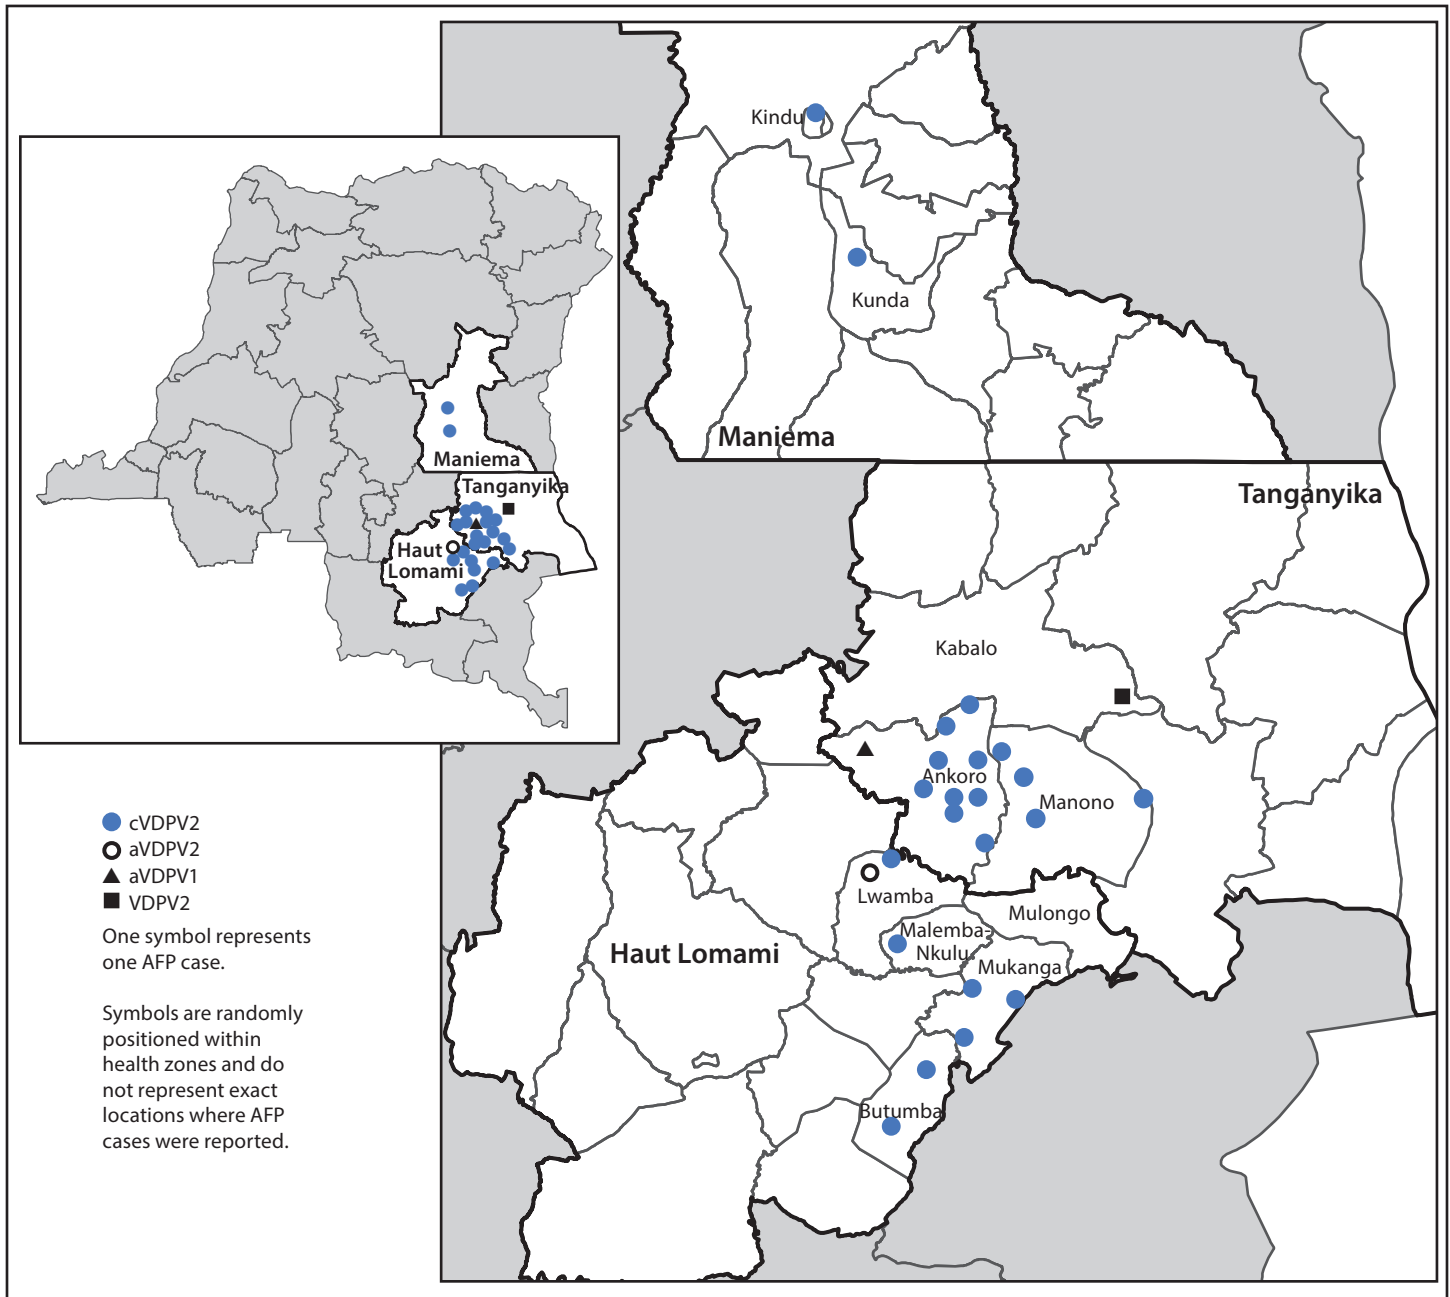 Kindu
Kunda
Maniema
Maniema
Tanganyika
Haut
Lomami
Tanganyika
Kabalo
Ankoro
Manono
Lwamba
Mulongo
Malemba-
Nkulu
Mukanga
Haut Lomami
Butumba
cVDPV2
aVDPV2
aVDPV1
VDPV2
One symbol represents
one AFP case.
Symbols are randomly
positioned within
health zones and do
not represent exact
locations where AFP
cases were reported.